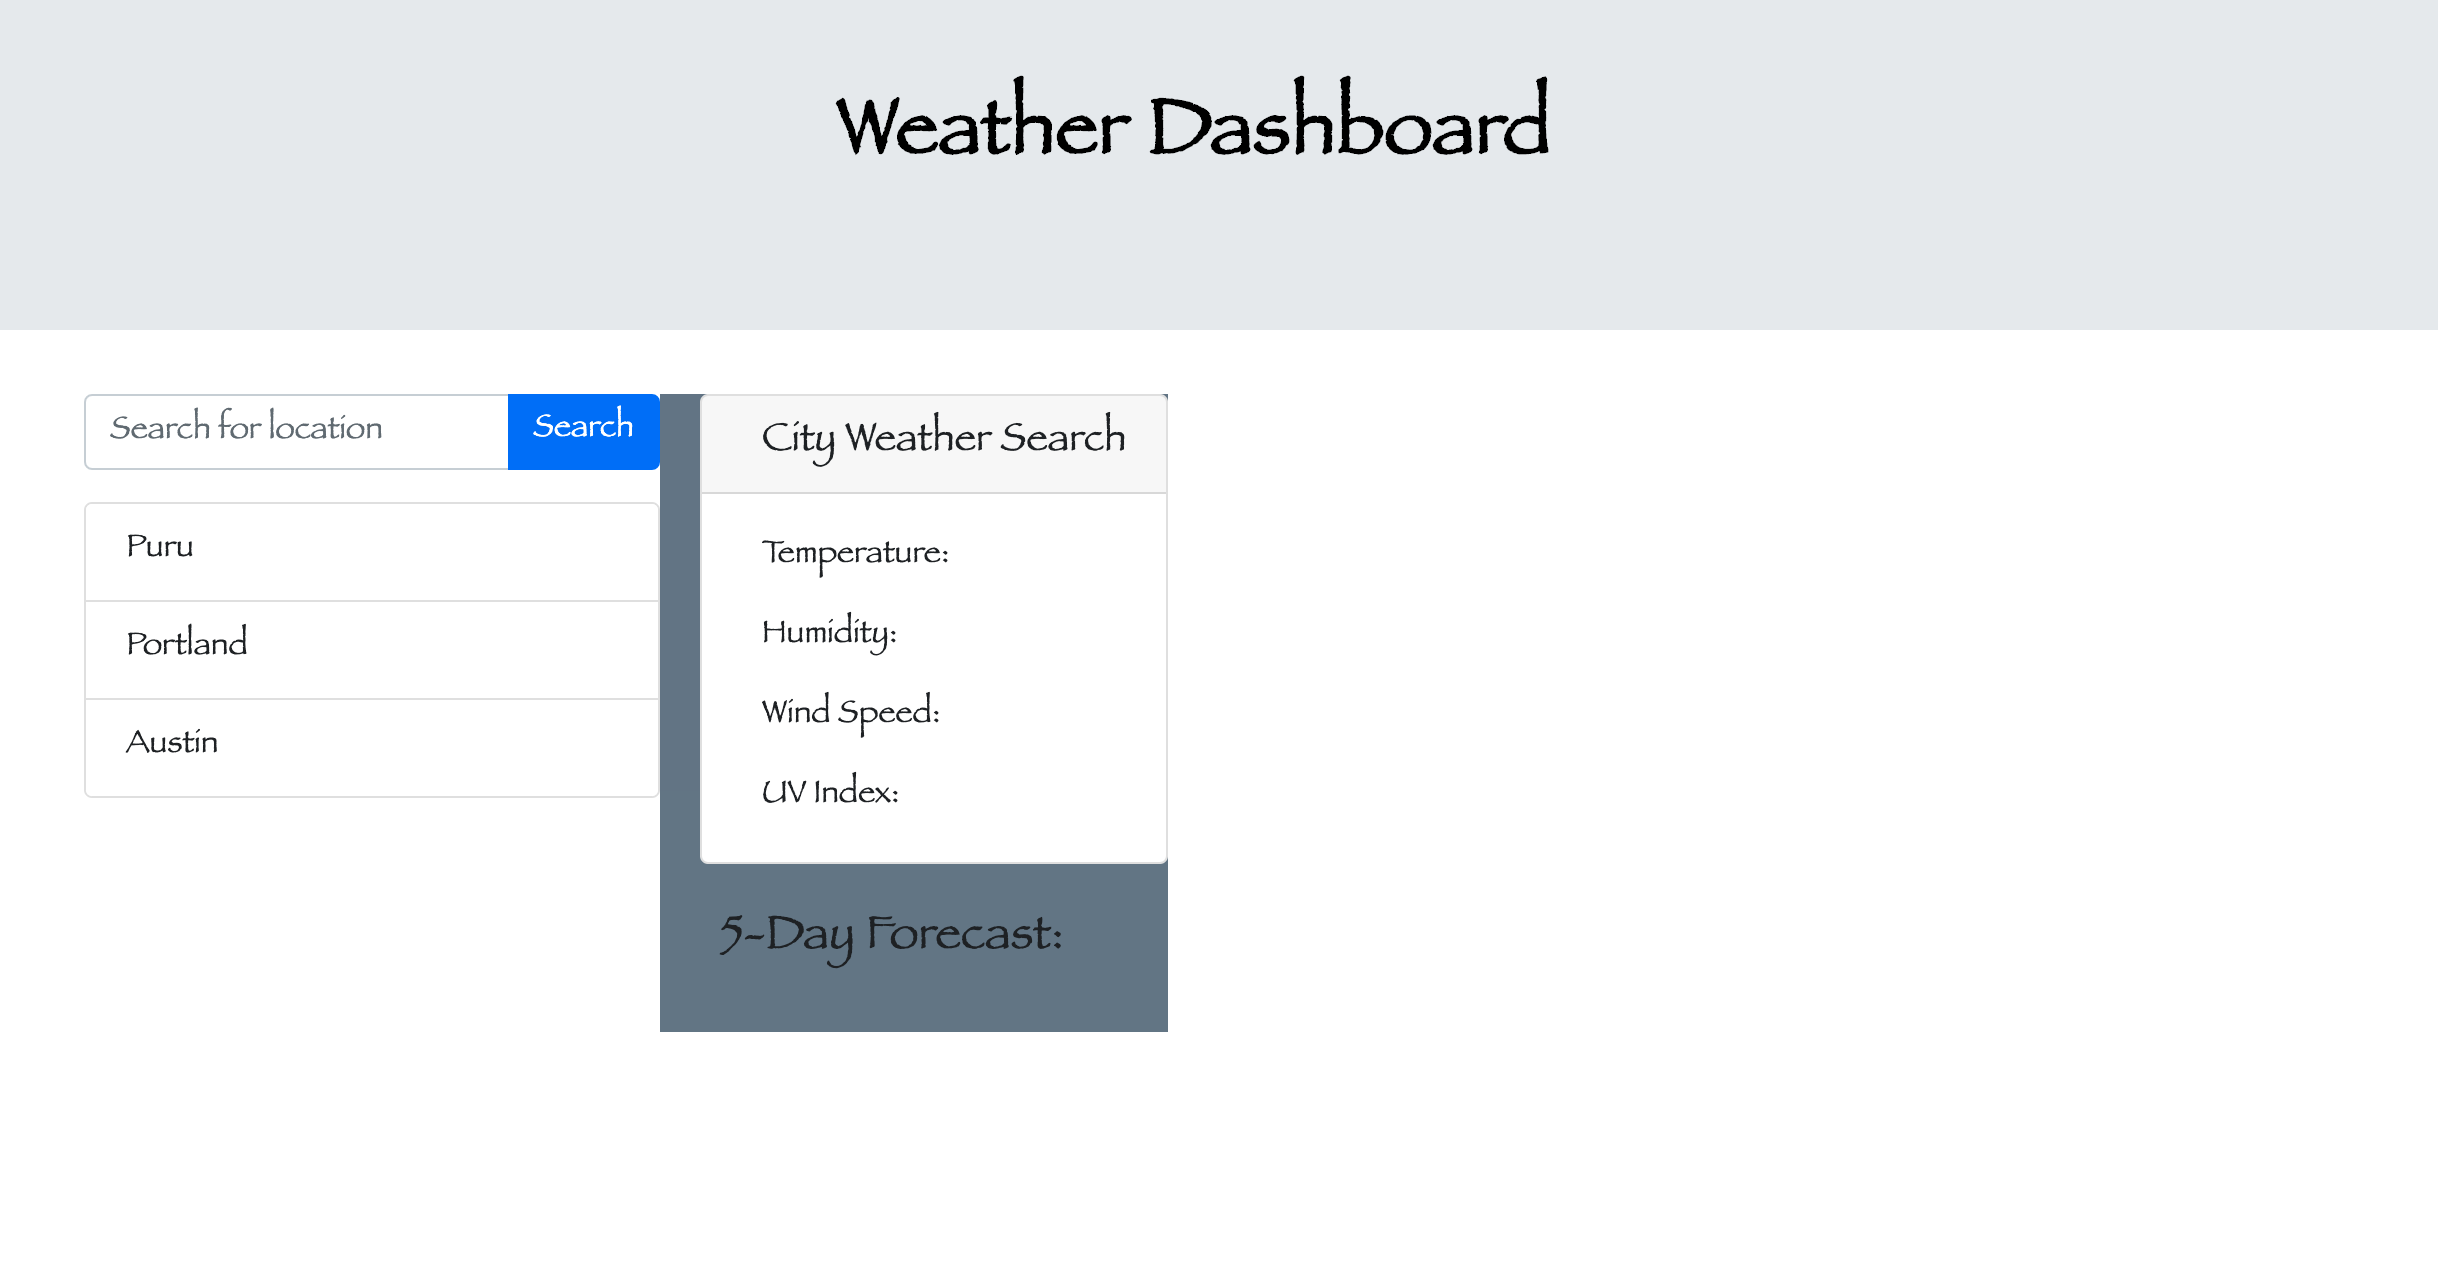 Weather Dashboard
Search for location
Search
Puru
Portland
Austin
City Weather Search
Temperature:
Humidity:
Wind Speed:
UV Index:
5-Day Forecast: